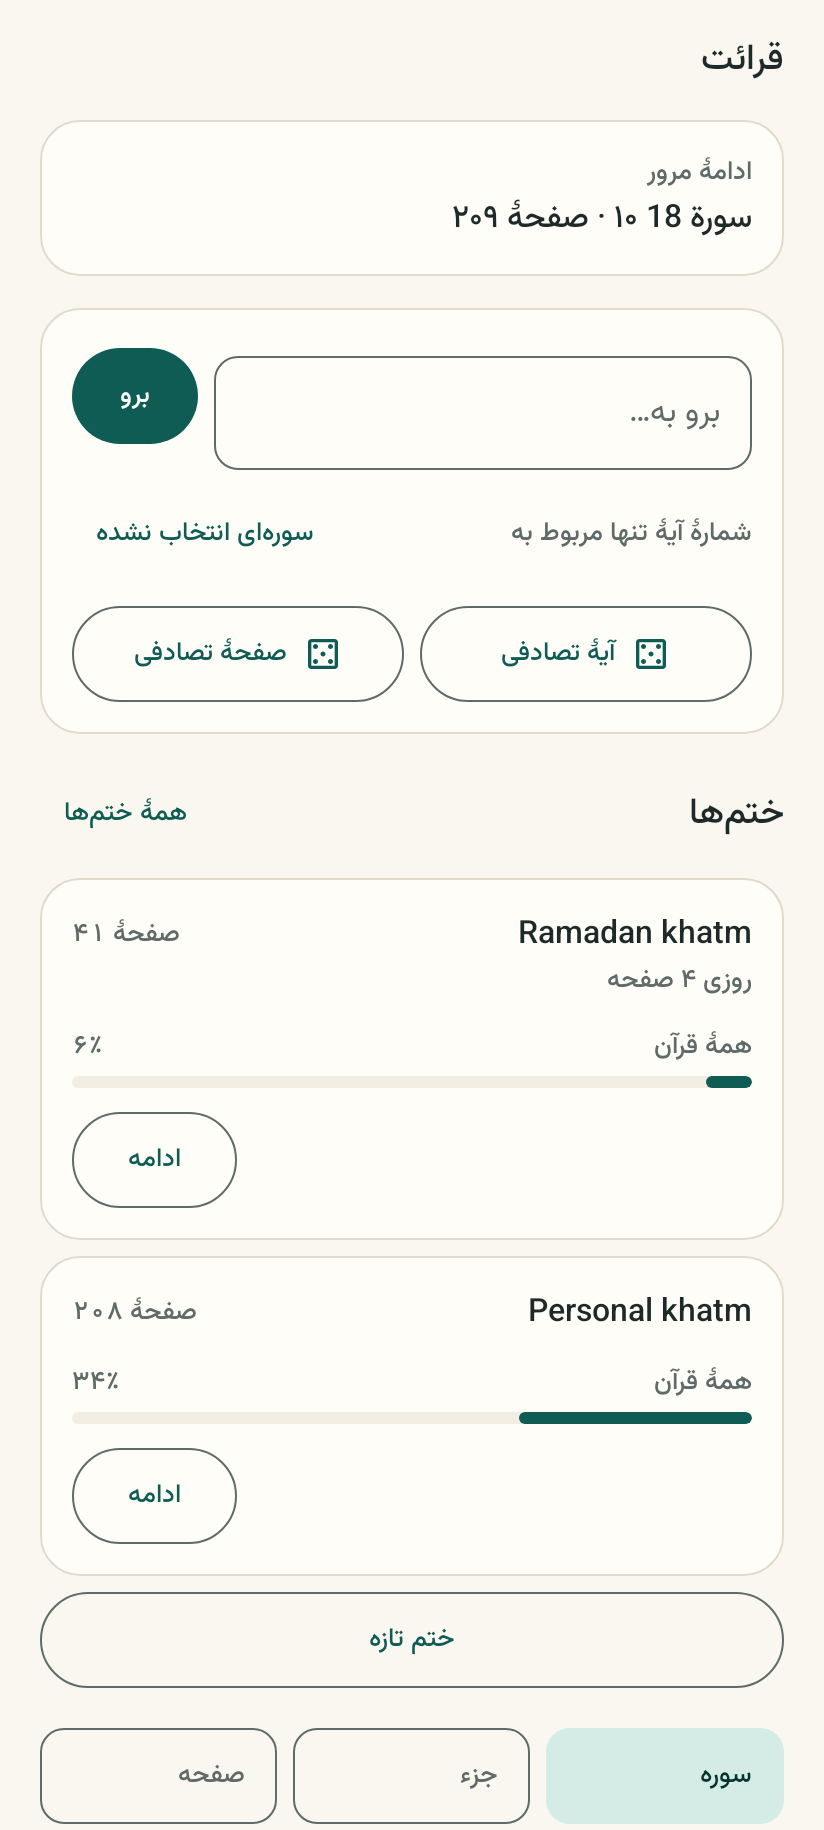 قرائت
ادامهٔ مرور
سورة 18 ۱۰ · صفحهٔ ۲۰۹
برو به...
برو
شمارهٔ آیهٔ تنها مربوط به
سوره‌ای انتخاب نشده
آیهٔ تصادفی
صفحهٔ تصادفی
ختم‌ها
همهٔ ختم‌ها
Ramadan khatm
صفحهٔ ۴۱
روزی ۴ صفحه
همهٔ قرآن
۶٪
ادامه
Personal khatm
صفحهٔ ۲۰۸
همهٔ قرآن
۳۴٪
ادامه
ختم تازه
سوره
جزء
صفحه